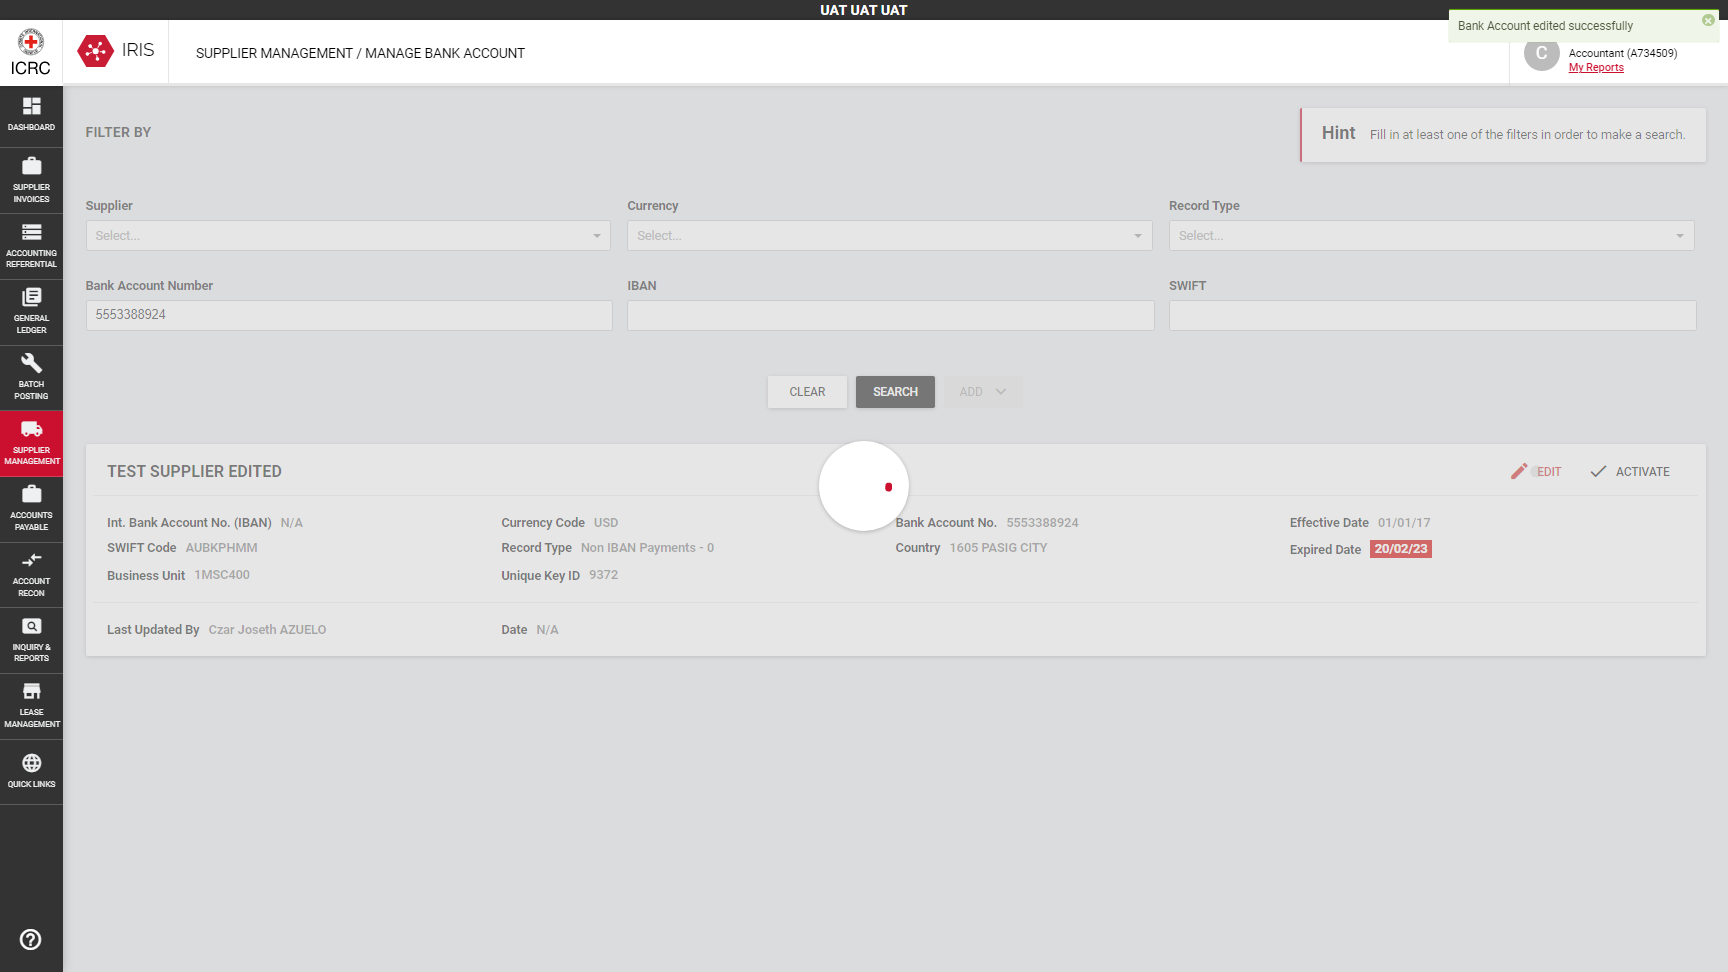 UAT UAT UAT
Bank Account edited successfully
ICRC
IRIS
SUPPLIER MANAGEMENT / MANAGE BANK ACCOUNT
C
Accountant (A734509)
My Reports
DASHBOARD
SUPPLIER
INVOICES
ACCOUNTING
REFERENTIAL
GENERAL
LEDGER
BATCH
POSTING
SUPPLIER
MANAGEMENT
ACCOUNTS
PAYABLE
ACCOUNT
RECON
INQUIRY &
REPORTS
LEASE
MANAGEMENT
QUICK LINKS
FILTER BY
Hint Fill in at least one of the filters in order to make a search.
Supplier Currency Record Type
Select... Select... Select...
Bank Account Number IBAN SWIFT
5553388924
CLEAR SEARCH ADD
TEST SUPPLIER EDITED EDIT ACTIVATE
Int. Bank Account No. (IBAN) N/A Currency Code USD Bank Account No. 5553388924 Effective Date 01/01/17
SWIFT Code AUBKPHMM Record Type Non IBAN Payments - 0 Country 1605 PASIG CITY Expired Date 20/02/23
Business Unit 1MSC400 Unique Key ID 9372
Last Updated By Czar Joseth AZUELO Date N/A